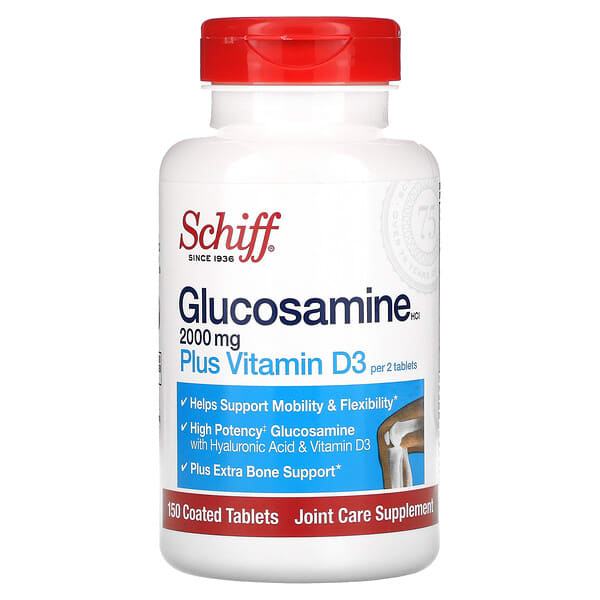 Schiff®
SINCE 1936
Glucosamine HCl
2000 mg
Plus Vitamin D3 per 2 tablets
✓ Helps Support Mobility & Flexibility*
✓ High Potency‡ Glucosamine
with Hyaluronic Acid & Vitamin D3
✓ Plus Extra Bone Support*
150 Coated Tablets Joint Care Supplement
75